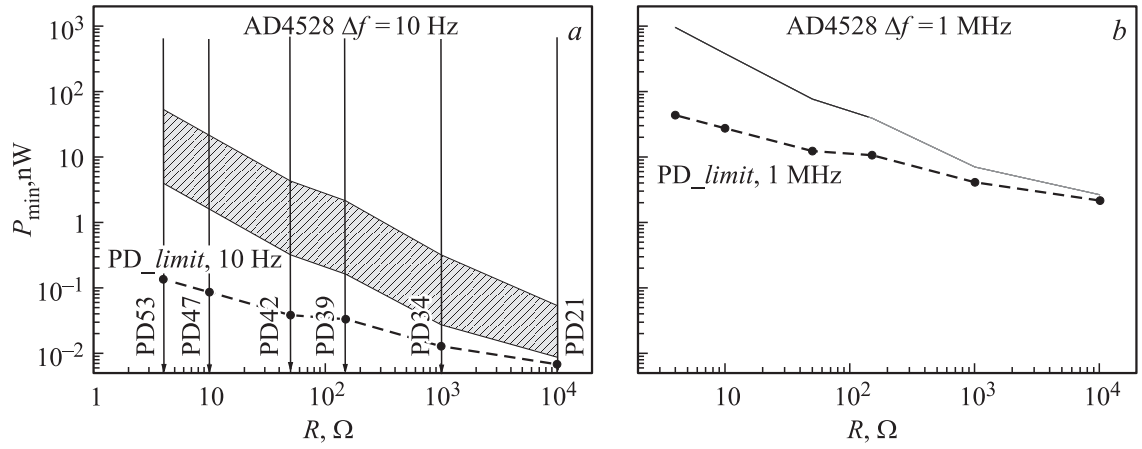 AD4528 Δf = 10 Hz
a
10³
10²
10
1
10⁻¹
10⁻²
P_min, nW
PD_limit, 10 Hz
PD53
PD47
PD42
PD39
PD34
PD21
1
10
10²
10³
10⁴
R, Ω
AD4528 Δf = 1 MHz
b
PD_limit, 1 MHz
10
10²
10³
10⁴
R, Ω